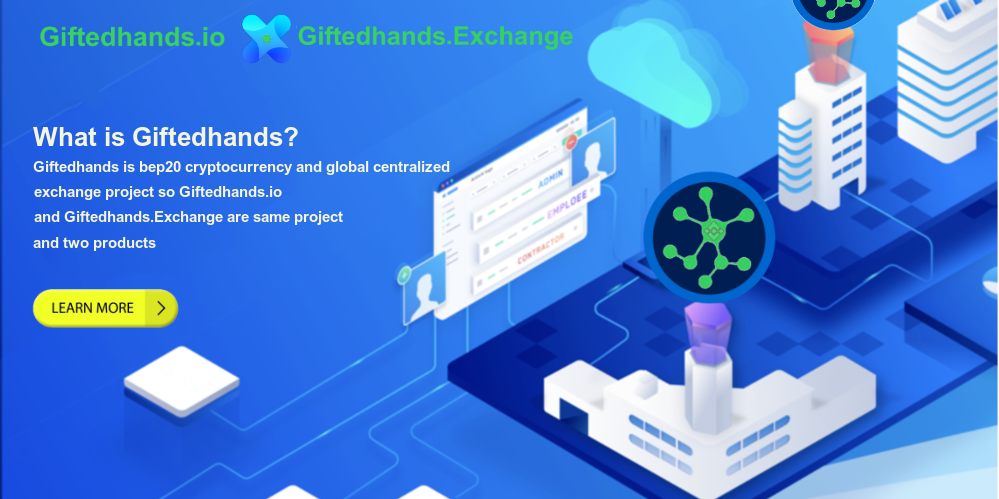 Giftedhands.io Giftedhands.Exchange
What is Giftedhands?
Giftedhands is bep20 cryptocurrency and global centralized
exchange project so Giftedhands.io
and Giftedhands.Exchange are same project
and two products
LEARN MORE
ADMIN
EMPLOEE
CONTRACTOR